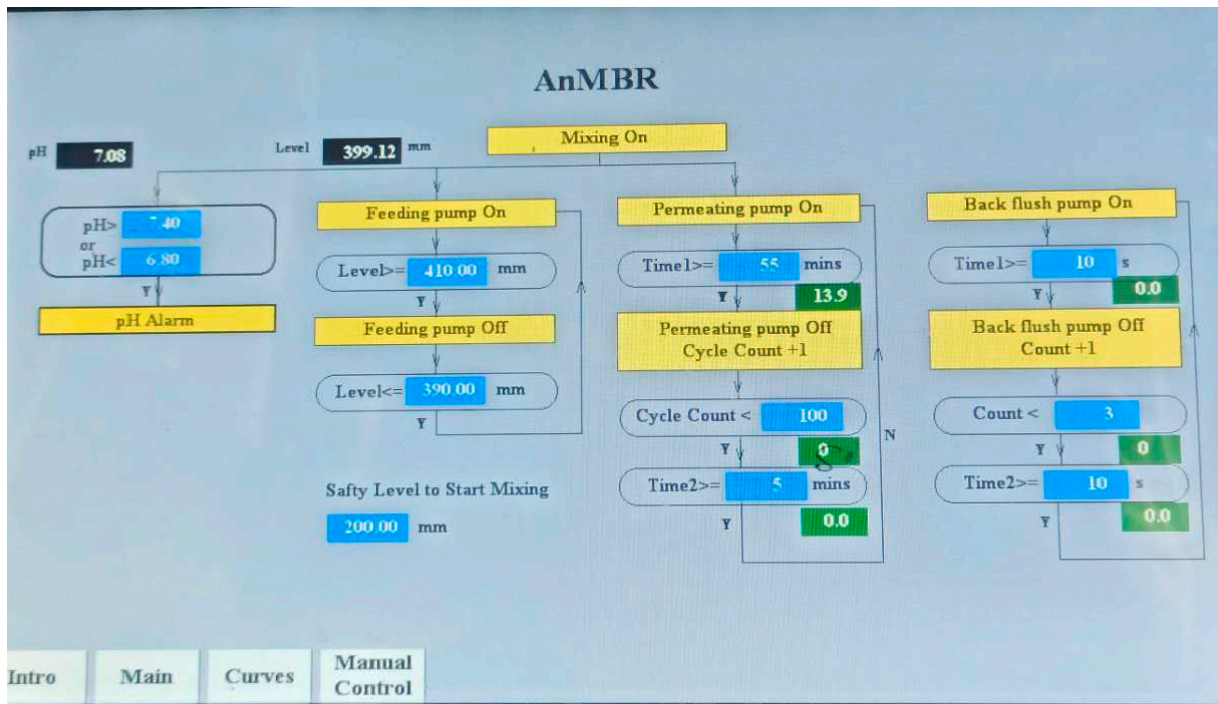 AnMBR
Mixing On
pH 7.08
Level 399.12 mm
pH> 7.40
or
pH< 6.80
Y
pH Alarm
Feeding pump On
Level>= 410.00 mm
Y
Feeding pump Off
Level<= 390.00 mm
Y
Safty Level to Start Mixing
200.00 mm
Permeating pump On
Time1>= 55 mins
Y 13.9
Permeating pump Off
Cycle Count +1
Cycle Count < 100
N
Y 0
Time2>= 5 mins
Y 0.0
Back flush pump On
Time1>= 10 s
Y 0.0
Back flush pump Off
Count +1
Count < 3
Y 0
Time2>= 10 s
Y 0.0
Intro
Main
Curves
Manual
Control